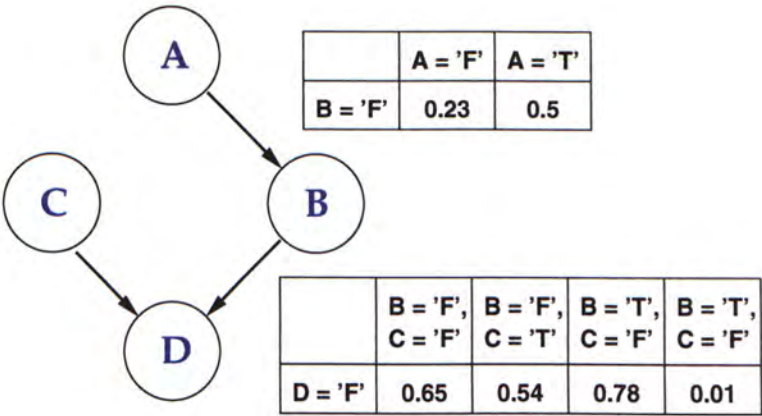 A
A = 'F' A = 'T'
B = 'F' 0.23 0.5
C
B
B = 'F', B = 'F', B = 'T', B = 'T',
C = 'F' C = 'T' C = 'F' C = 'F'
D
D = 'F' 0.65 0.54 0.78 0.01